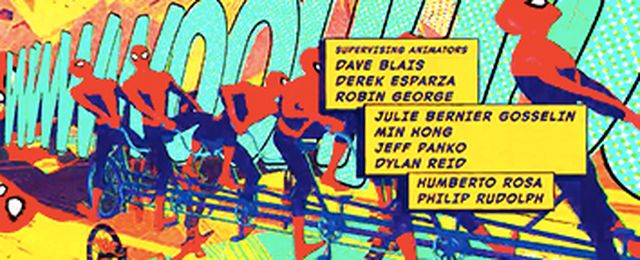 SUPERVISING ANIMATORS
DAVE BLAIS
DEREK ESPARZA
ROBIN GEORGE
JULIE BERNIER GOSSELIN
MIN HONG
JEFF PANKO
DYLAN REID
HUMBERTO ROSA
PHILIP RUDOLPH